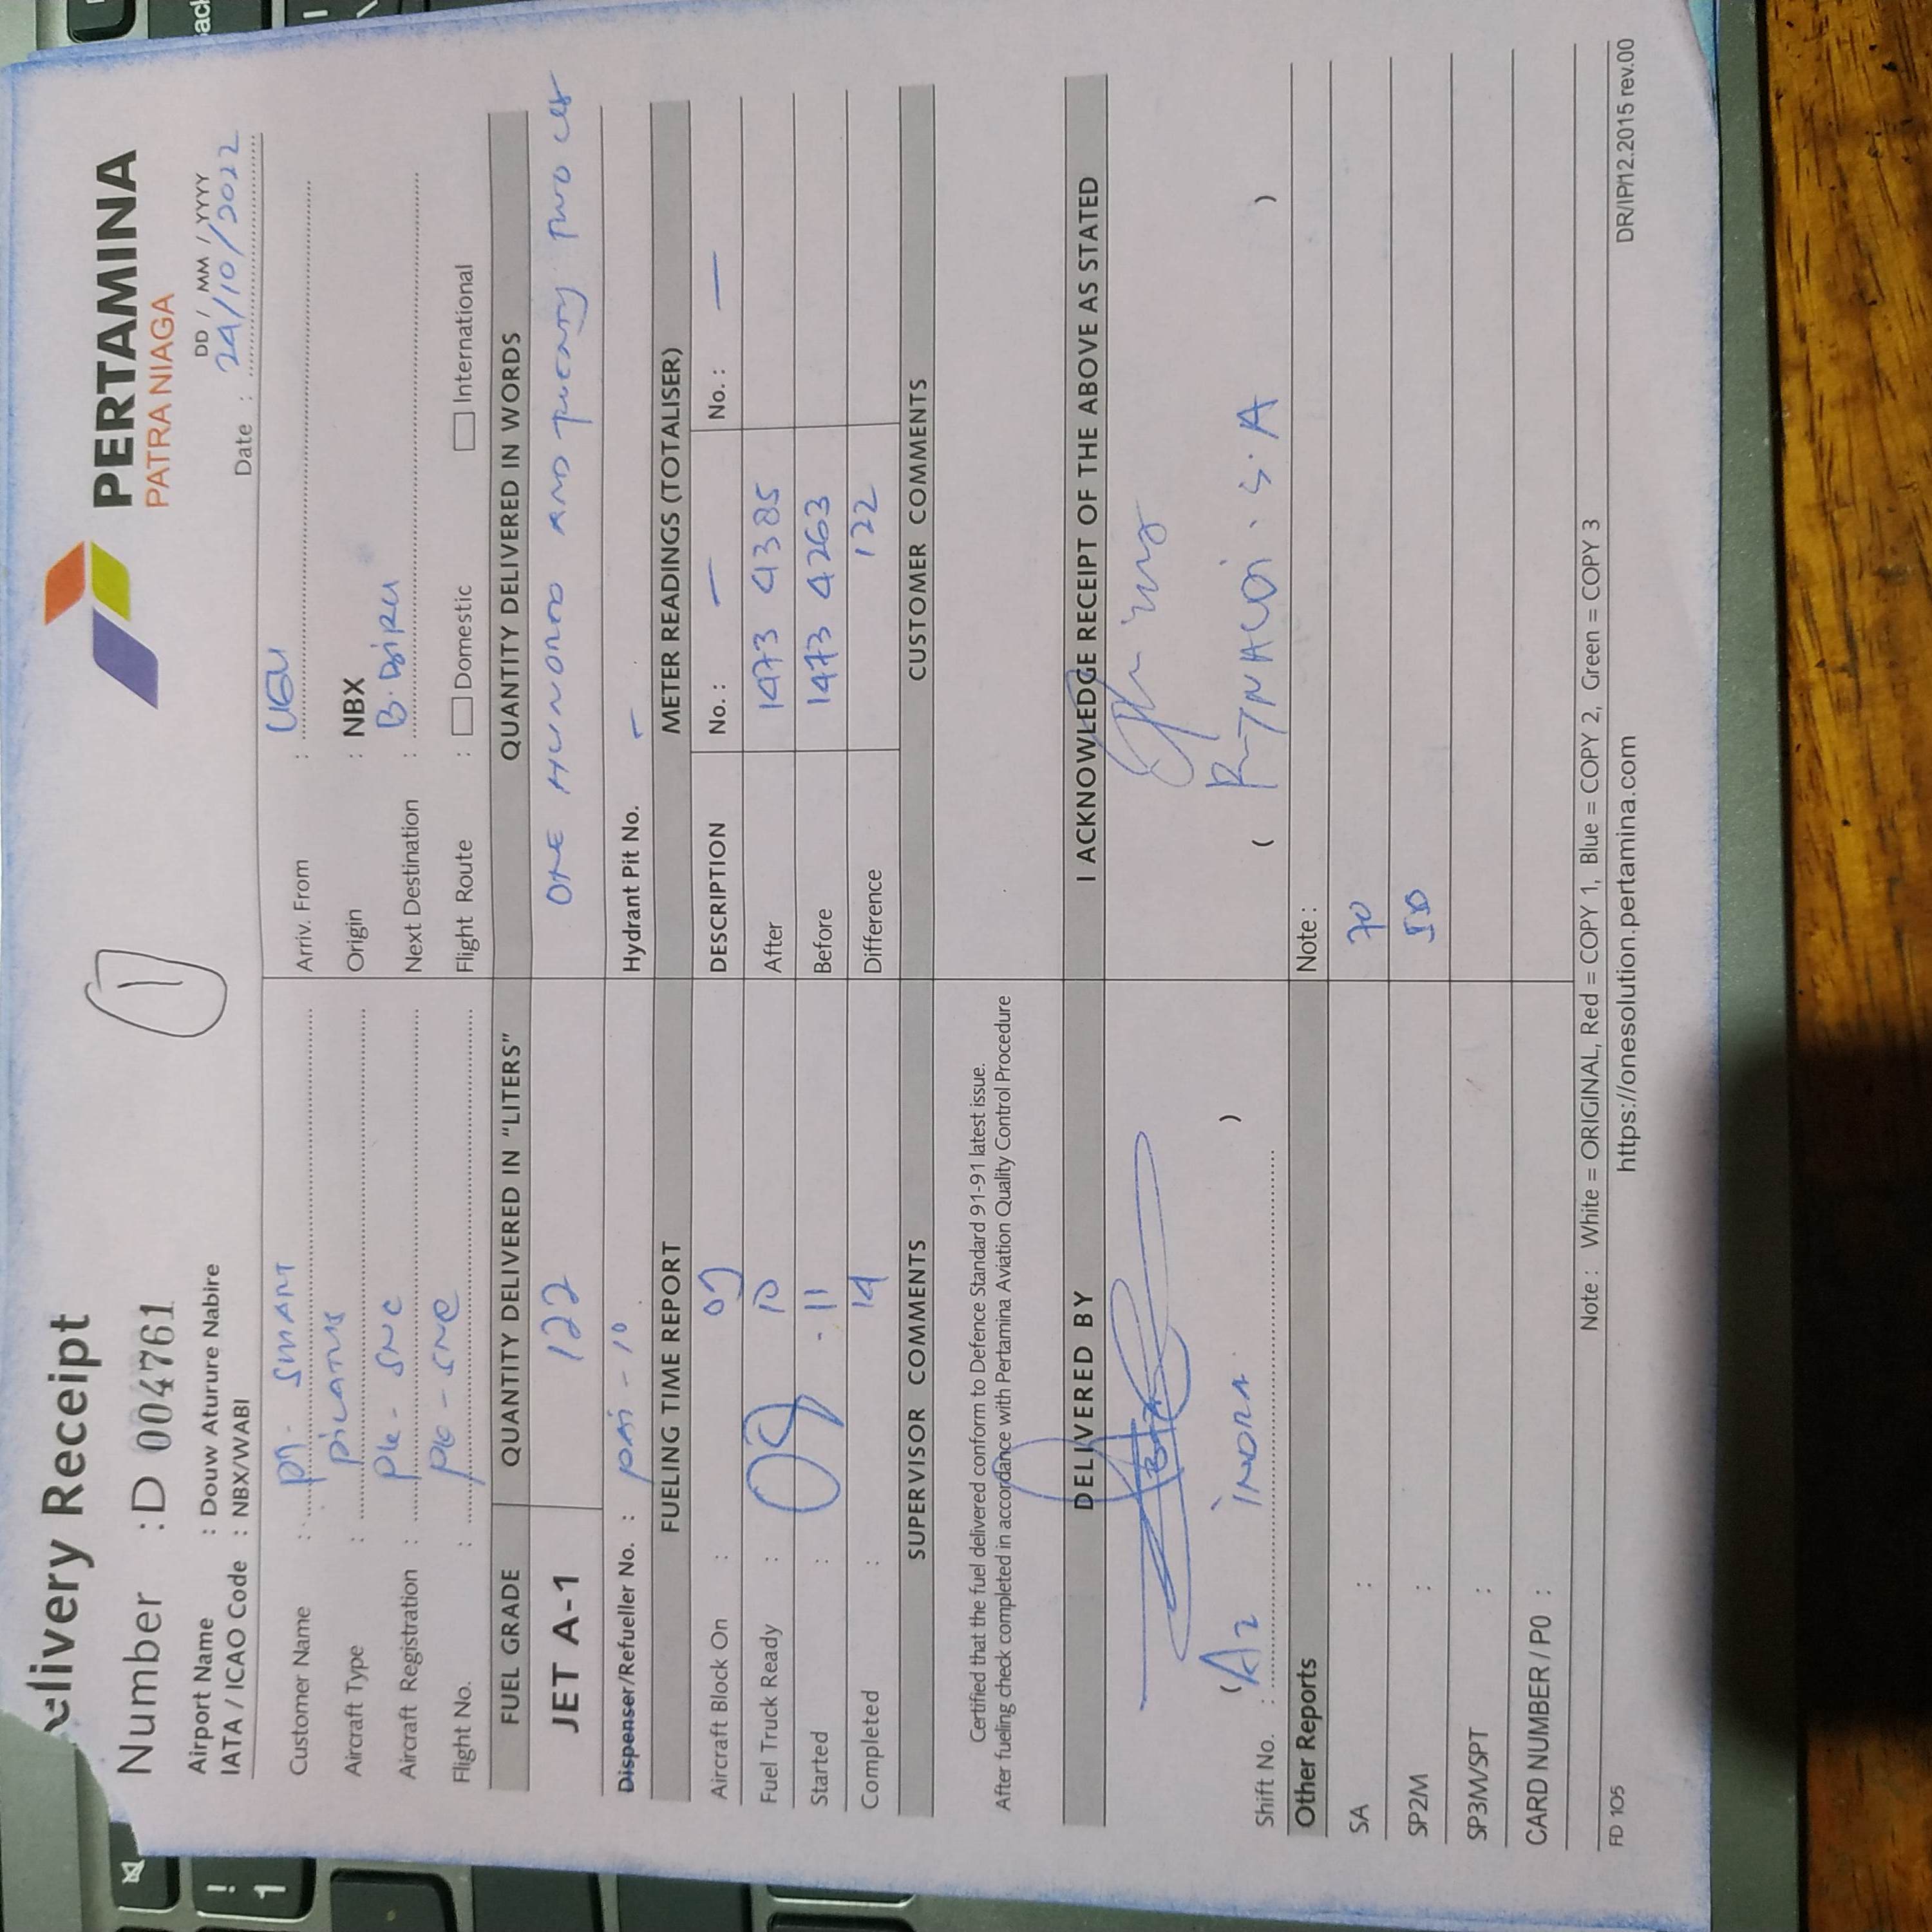 elivery Receipt
PERTAMINA
PATRA NIAGA
1
Number : D 004761
Airport Name : Douw Aturure Nabire
IATA / ICAO Code : NBX/WABI
DD / MM / YYYY
Date : 24/10/2022
Customer Name : PT. SMART
Arriv. From : UGU
Aircraft Type : Pilatus
Origin : NBX
Aircraft Registration : PK - SNC
Next Destination :
Flight No. : PK - SNC
Flight Route : Domestic International
FUEL GRADE QUANTITY DELIVERED IN "LITERS" QUANTITY DELIVERED IN WORDS
JET A-1 122 ONE HUNDRED AND TWENTY TWO
Dispenser/Refueller No. : - 10 Hydrant Pit No. -
FUELING TIME REPORT METER READINGS (TOTALISER)
Aircraft Block On : 09 DESCRIPTION No. : - No. : -
Fuel Truck Ready : 09 10 After 1473 4385
Started : - 11 Before 1473 4263
Completed : 14 Difference 122
SUPERVISOR COMMENTS CUSTOMER COMMENTS
Certified that the fuel delivered conform to Defence Standard 91-91 latest issue.
After fueling check completed in accordance with Pertamina Aviation Quality Control Procedure
DELIVERED BY I ACKNOWLEDGE RECEIPT OF THE ABOVE AS STATED
Shift No. : ( INDRA ) ( S.A )
Other Reports Note :
SA : 70
SP2M :
SP3M/SPT :
CARD NUMBER / PO :
Note : White = ORIGINAL, Red = COPY 1, Blue = COPY 2, Green = COPY 3
FD 105 https://onesolution.pertamina.com DR/IP/12.2015 rev.00